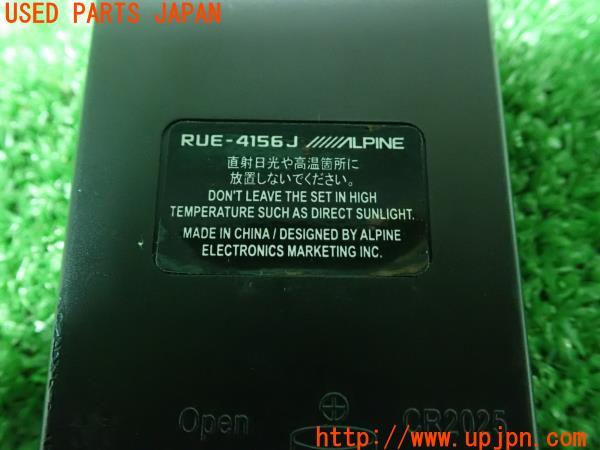 USED PARTS JAPAN
RUE-4156J ALPINE
直射日光や高温箇所に
放置しないでください。
DON'T LEAVE THE SET IN HIGH
TEMPERATURE SUCH AS DIRECT SUNLIGHT.
MADE IN CHINA / DESIGNED BY ALPINE
ELECTRONICS MARKETING INC.
Open CR2025
http://www.upjpn.com/